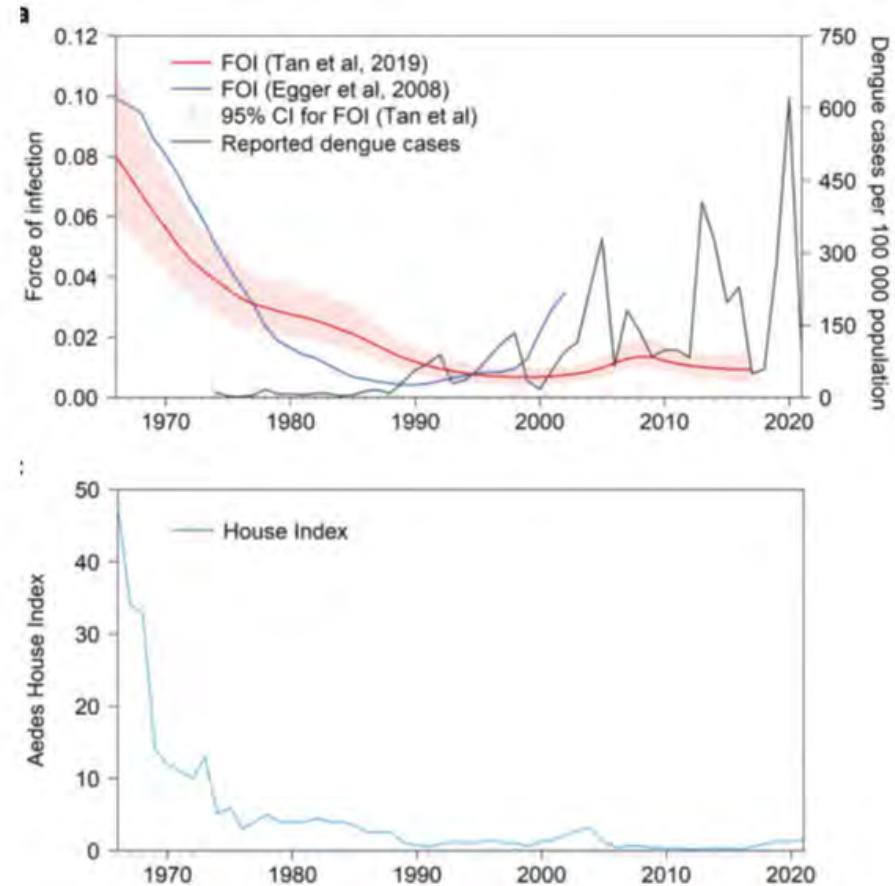 a
0.12
0.10
0.08
0.06
0.04
0.02
0.00
Force of infection
FOI (Tan et al, 2019)
FOI (Egger et al, 2008)
95% CI for FOI (Tan et al)
Reported dengue cases
750
600
450
300
150
0
Dengue cases per 100 000 population
1970 1980 1990 2000 2010 2020
50
40
30
20
10
0
Aedes House Index
House Index
1970 1980 1990 2000 2010 2020